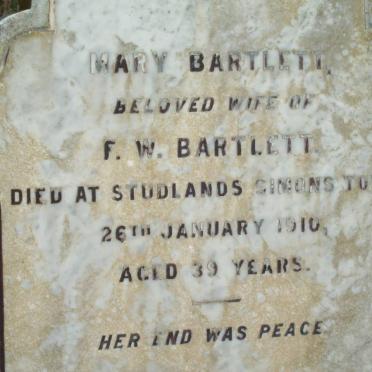 MARY BARTLETT,
BELOVED WIFE OF
F. W. BARTLETT.
DIED AT STUDLANDS SIMONS TO
26TH JANUARY 1910,
AGED 39 YEARS.
HER END WAS PEACE.